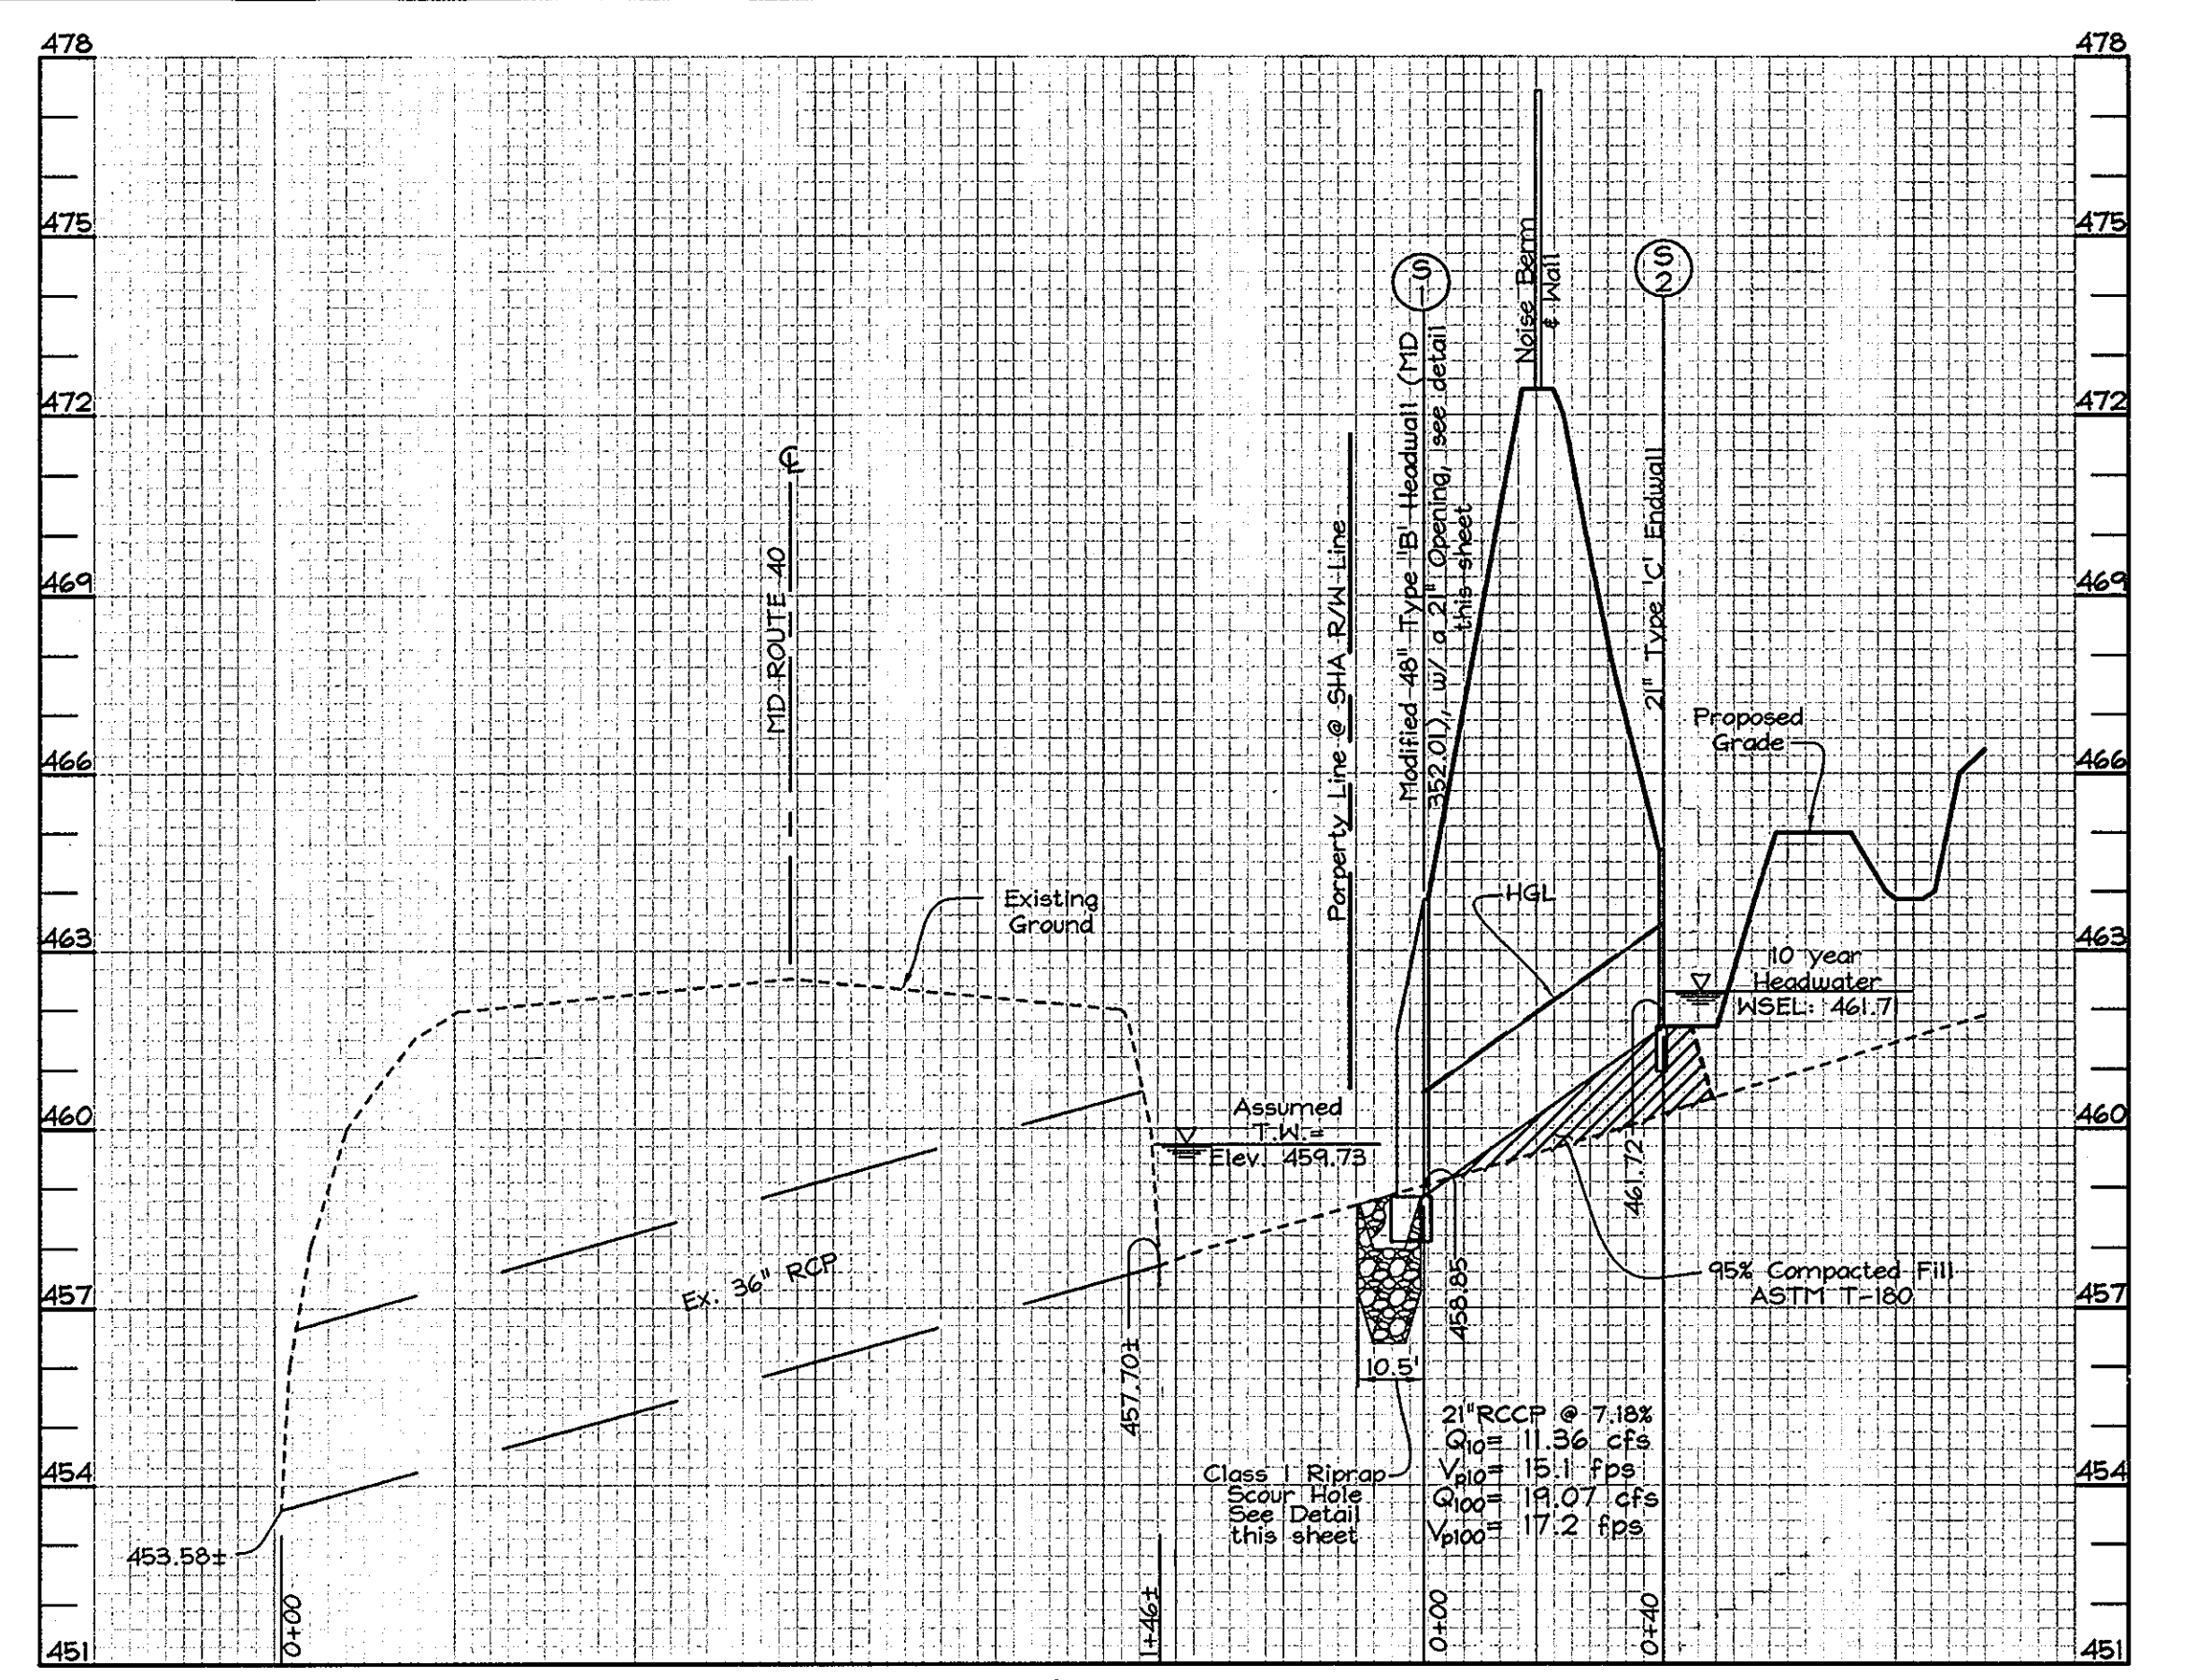 478
478
475
475
472
472
469
469
466
466
463
463
460
460
457
457
454
454
451
451
MD ROUTE 40
Existing
Ground
Porperty Line @ SHA R/W Line
S-1
Modified 48" Type 'B' Headwall (MD
352.01), w/ a 21" Opening, see detail
this sheet
Noise Berm
& Wall
S
2
21" Type 'C' Endwall
Proposed
Grade
HGL
10 year
Headwater
WSEL: 461.71
Assumed
T.W.=
Elev. 459.73
461.72
458.85
95% Compacted Fill
ASTM T-180
Ex. 36" RCP
457.70±
453.58±
10.5'
Class I Riprap
Scour Hole
See Detail
this sheet
21" RCCP @ 7.18%
Q10= 11.36 cfs
Vp10= 15.1 fps
Q100= 19.07 cfs
Vp100= 17.2 fps
0+00
1+46±
0+00
0+40